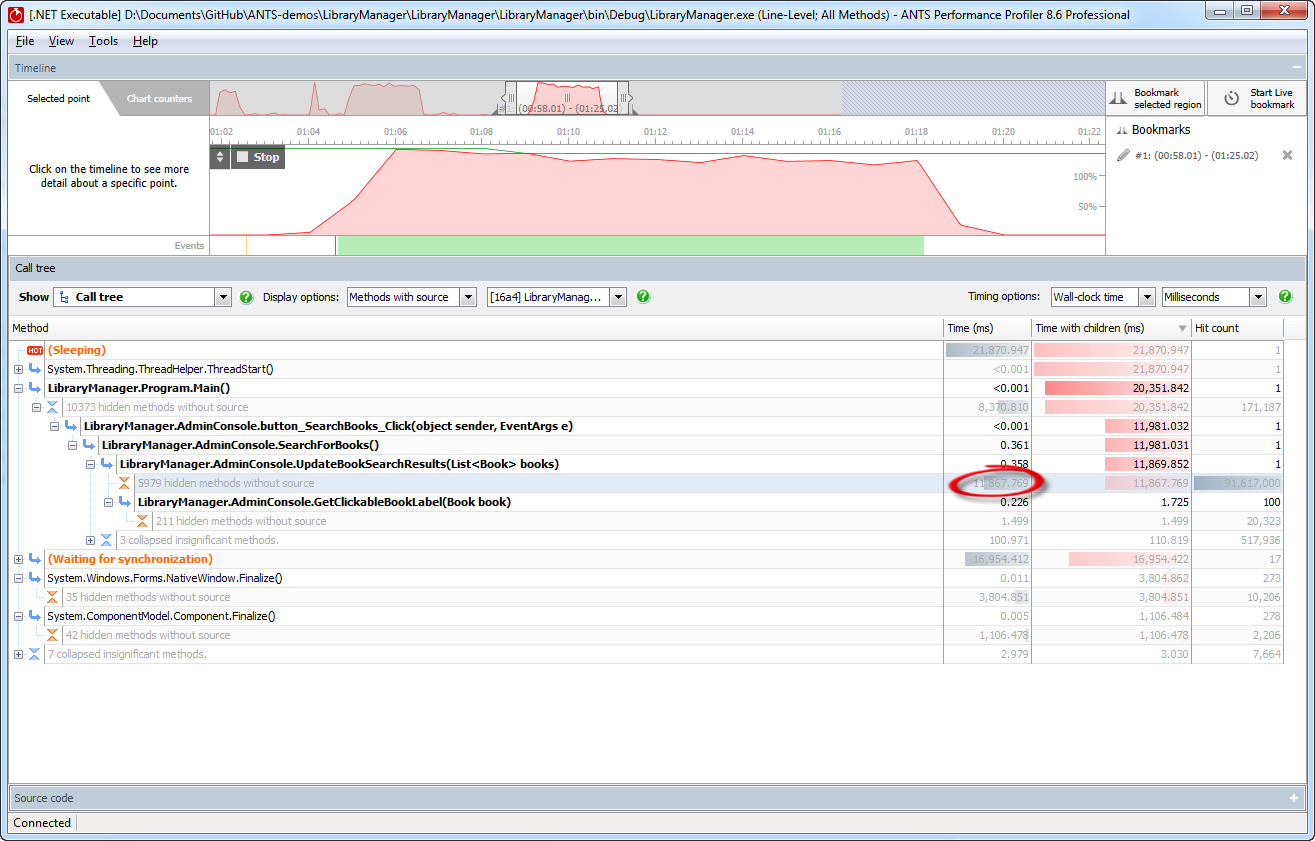 [.NET Executable] D:\Documents\GitHub\ANTS-demos\LibraryManager\LibraryManager\LibraryManager\bin\Debug\LibraryManager.exe (Line-Level; All Methods) - ANTS Performance Profiler 8.6 Professional
File View Tools Help
Timeline
Selected point Chart counters
#1: (00:58.01) - (01:25.02)
Bookmark selected region
Start Live bookmark
01:02 01:04 01:06 01:08 01:10 01:12 01:14 01:16 01:18 01:20 01:22
Bookmarks
Stop
#1: (00:58.01) - (01:25.02)
Click on the timeline to see more
detail about a specific point.
100%
50%
Events
Call tree
Show Call tree ? Display options: Methods with source [16a4] LibraryManag... ? Timing options: Wall-clock time Milliseconds ?
Method Time (ms) Time with children (ms) Hit count
HOT (Sleeping) 21,870.947 21,870.947 1
System.Threading.ThreadHelper.ThreadStart() <0.001 21,870.947 1
LibraryManager.Program.Main() <0.001 20,351.842 1
10373 hidden methods without source 8,370.810 20,351.842 171,187
LibraryManager.AdminConsole.button_SearchBooks_Click(object sender, EventArgs e) <0.001 11,981.032 1
LibraryManager.AdminConsole.SearchForBooks() 0.361 11,981.031 1
LibraryManager.AdminConsole.UpdateBookSearchResults(List<Book> books) 0.358 11,869.852 1
5979 hidden methods without source 11,867.769 11,867.769 91,617,000
LibraryManager.AdminConsole.GetClickableBookLabel(Book book) 0.226 1.725 100
211 hidden methods without source 1.499 1.499 20,323
3 collapsed insignificant methods. 100.971 110.819 517,936
(Waiting for synchronization) 16,954.412 16,954.422 17
System.Windows.Forms.NativeWindow.Finalize() 0.011 3,804.862 273
35 hidden methods without source 3,804.851 3,804.851 10,206
System.ComponentModel.Component.Finalize() 0.005 1,106.484 278
42 hidden methods without source 1,106.478 1,106.478 2,206
7 collapsed insignificant methods. 2.979 3.030 7,664
Source code
Connected